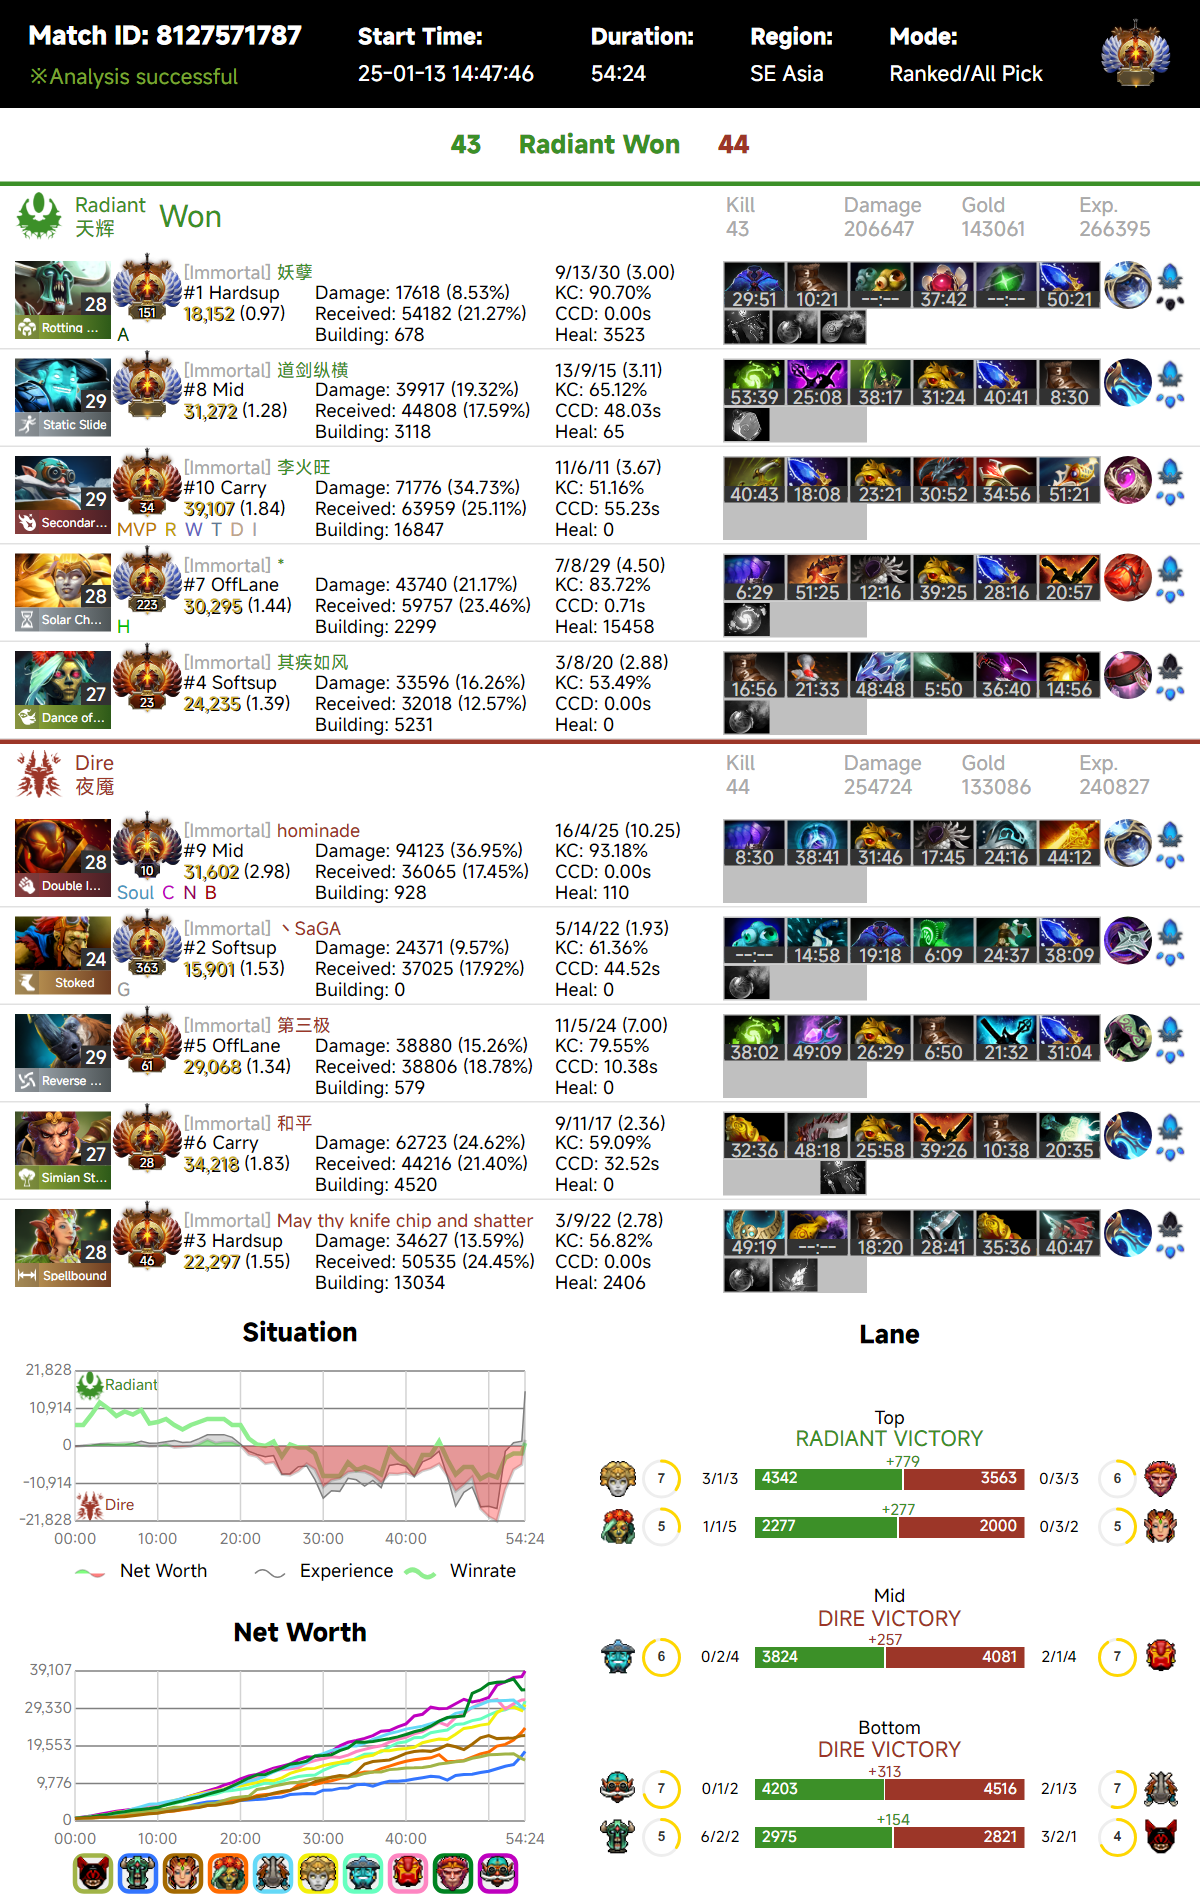 Match ID: 8127571787
※Analysis successful
Start Time:
25-01-13 14:47:46
Duration:
54:24
Region:
SE Asia
Mode:
Ranked/All Pick
43 Radiant Won 44
Radiant
天辉
Won
Kill Damage Gold Exp.
43 206647 143061 266395
28
Rotting ...
151
A
[Immortal] 妖孽
#1 Hardsup
18,152 (0.97)
Damage: 17618 (8.53%)
Received: 54182 (21.27%)
Building: 678
9/13/30 (3.00)
KC: 90.70%
CCD: 0.00s
Heal: 3523
29:51 10:21 --:-- 37:42 --:-- 50:21
29
Static Slide
[Immortal] 道剑纵横
#8 Mid
31,272 (1.28)
Damage: 39917 (19.32%)
Received: 44808 (17.59%)
Building: 3118
13/9/15 (3.11)
KC: 65.12%
CCD: 48.03s
Heal: 65
53:39 25:08 38:17 31:24 40:41 8:30
29
Secondar...
34
MVP R W T D I
[Immortal] 李火旺
#10 Carry
39,107 (1.84)
Damage: 71776 (34.73%)
Received: 63959 (25.11%)
Building: 16847
11/6/11 (3.67)
KC: 51.16%
CCD: 55.23s
Heal: 0
40:43 18:08 23:21 30:52 34:56 51:21
28
Solar Ch...
223
H
[Immortal] *
#7 OffLane
30,295 (1.44)
Damage: 43740 (21.17%)
Received: 59757 (23.46%)
Building: 2299
7/8/29 (4.50)
KC: 83.72%
CCD: 0.71s
Heal: 15458
6:29 51:25 12:16 39:25 28:16 20:57
27
Dance of...
23
[Immortal] 其疾如风
#4 Softsup
24,235 (1.39)
Damage: 33596 (16.26%)
Received: 32018 (12.57%)
Building: 5231
3/8/20 (2.88)
KC: 53.49%
CCD: 0.00s
Heal: 0
16:56 21:33 48:48 5:50 36:40 14:56
Dire
夜魇
Kill Damage Gold Exp.
44 254724 133086 240827
28
Double I...
10
Soul C N B
[Immortal] hominade
#9 Mid
31,602 (2.98)
Damage: 94123 (36.95%)
Received: 36065 (17.45%)
Building: 928
16/4/25 (10.25)
KC: 93.18%
CCD: 0.00s
Heal: 110
8:30 38:41 31:46 17:45 24:16 44:12
24
Stoked
363
G
[Immortal] 丶SaGA
#2 Softsup
15,901 (1.53)
Damage: 24371 (9.57%)
Received: 37025 (17.92%)
Building: 0
5/14/22 (1.93)
KC: 61.36%
CCD: 44.52s
Heal: 0
--:-- 14:58 19:18 6:09 24:37 38:09
29
Reverse ...
61
[Immortal] 第三极
#5 OffLane
29,068 (1.34)
Damage: 38880 (15.26%)
Received: 38806 (18.78%)
Building: 579
11/5/24 (7.00)
KC: 79.55%
CCD: 10.38s
Heal: 0
38:02 49:09 26:29 6:50 21:32 31:04
27
Simian St...
28
[Immortal] 和平
#6 Carry
34,218 (1.83)
Damage: 62723 (24.62%)
Received: 44216 (21.40%)
Building: 4520
9/11/17 (2.36)
KC: 59.09%
CCD: 32.52s
Heal: 0
32:36 48:18 25:58 39:26 10:38 20:35
28
Spellbound
46
[Immortal] May thy knife chip and shatter
#3 Hardsup
22,297 (1.55)
Damage: 34627 (13.59%)
Received: 50535 (24.45%)
Building: 13034
3/9/22 (2.78)
KC: 56.82%
CCD: 0.00s
Heal: 2406
49:19 --:-- 18:20 28:41 35:36 40:47
Situation
21,828
10,914
0
-10,914
-21,828
Radiant
Dire
00:00 10:00 20:00 30:00 40:00 54:24
Net Worth Experience Winrate
Net Worth
39,107
29,330
19,553
9,776
0
00:00 10:00 20:00 30:00 40:00 54:24
Lane
Top
RADIANT VICTORY
+779
7 3/1/3 4342 3563 0/3/3 6
+277
5 1/1/5 2277 2000 0/3/2 5
Mid
DIRE VICTORY
+257
6 0/2/4 3824 4081 2/1/4 7
Bottom
DIRE VICTORY
+313
7 0/1/2 4203 4516 2/1/3 7
+154
5 6/2/2 2975 2821 3/2/1 4